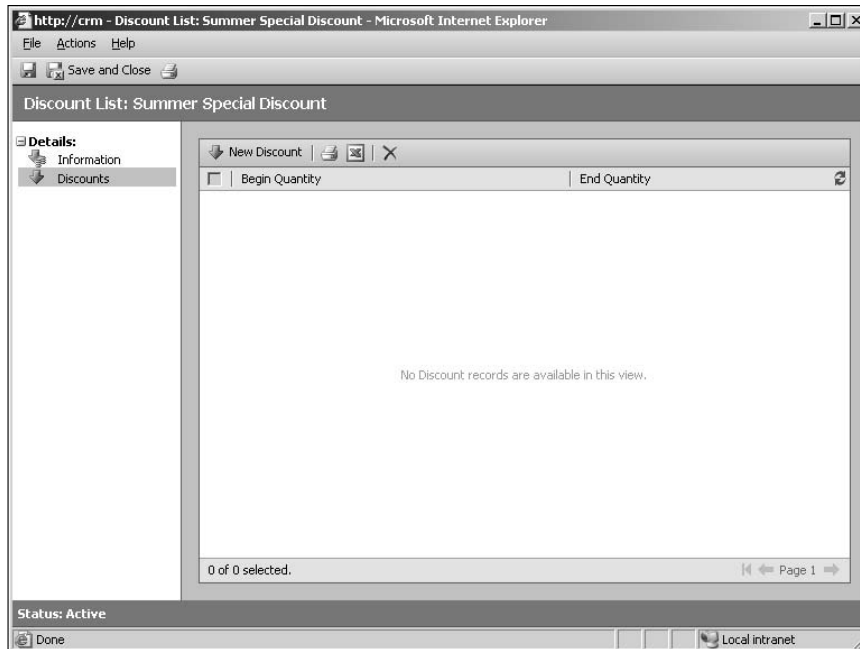 http://crm - Discount List: Summer Special Discount - Microsoft Internet Explorer
File Actions Help
Save and Close
Discount List: Summer Special Discount
Details:
Information
Discounts
New Discount
Begin Quantity End Quantity
No Discount records are available in this view.
0 of 0 selected. Page 1
Status: Active
Done Local intranet